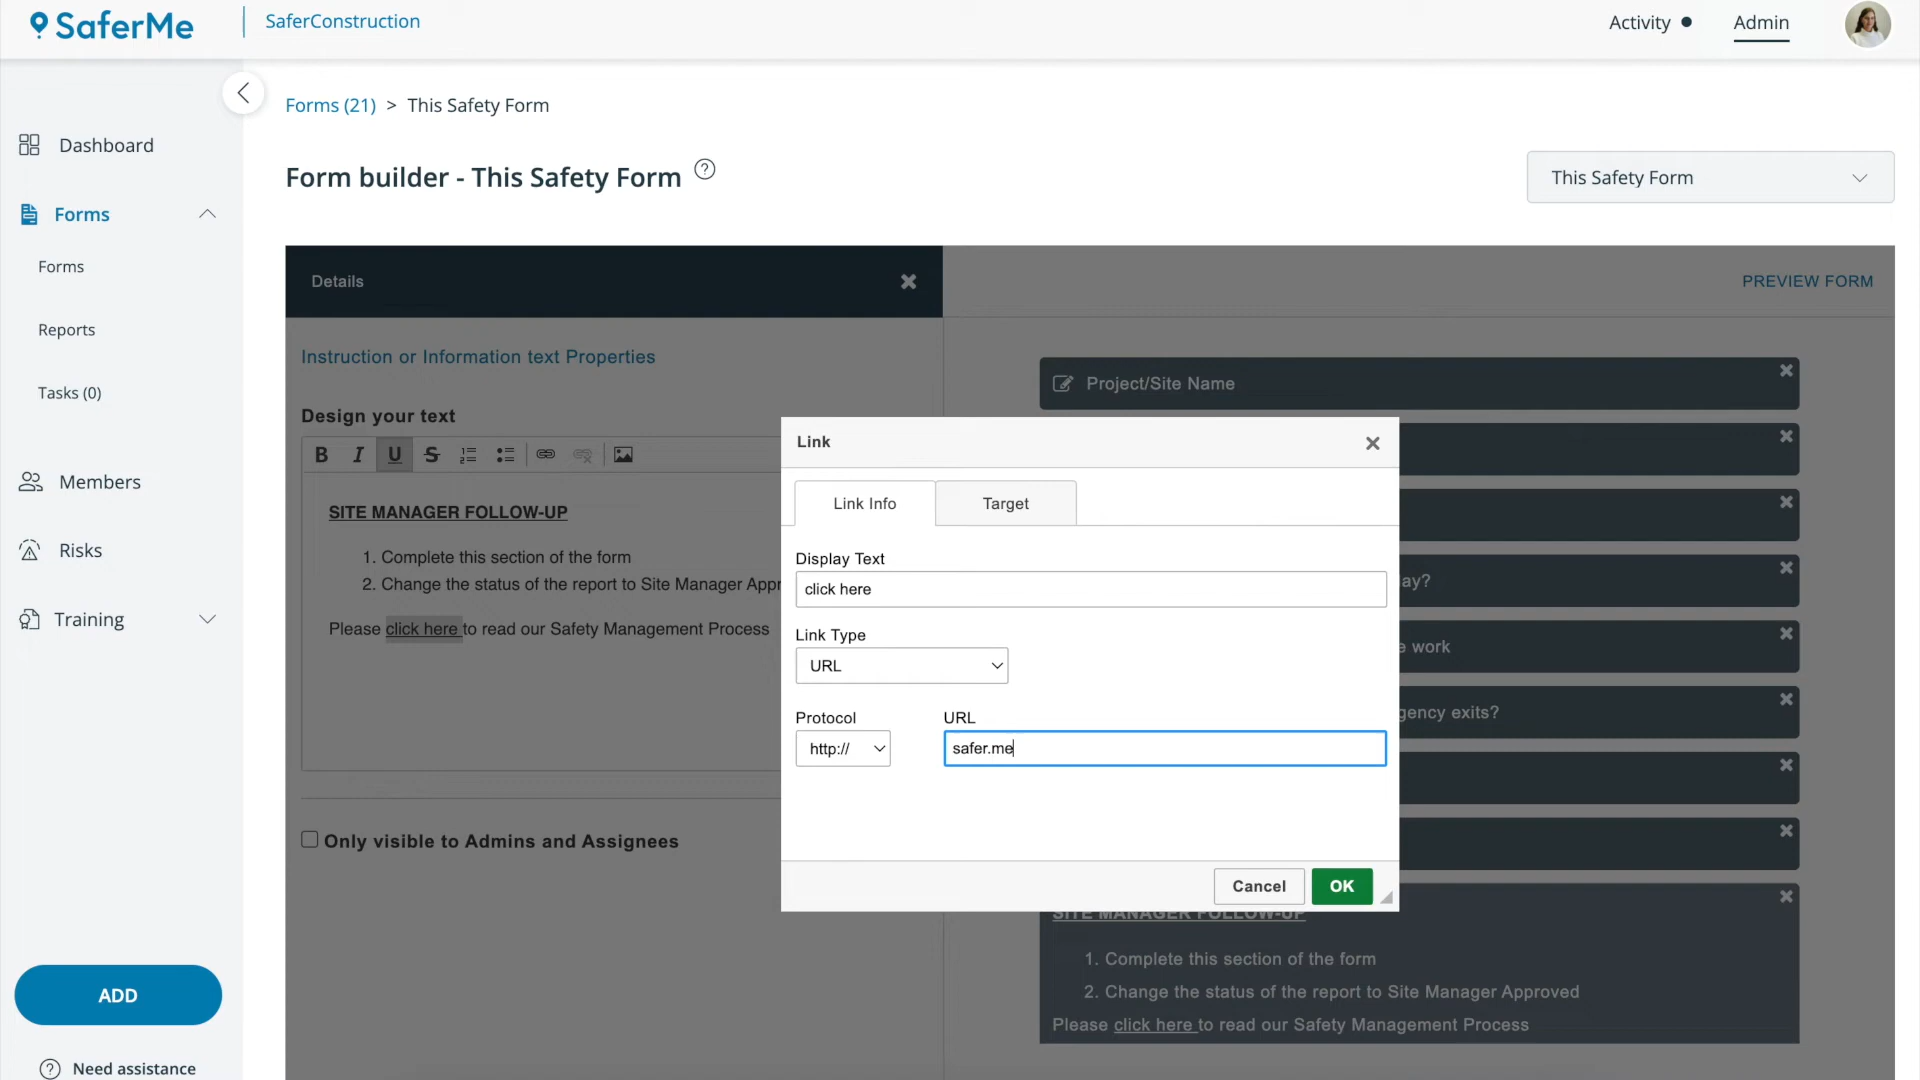 SaferMe
SaferConstruction
Activity
Admin
Forms (21) > This Safety Form
Dashboard
Form builder - This Safety Form ?
This Safety Form
Forms
Forms
Reports
Tasks (0)
Members
Risks
Training
ADD
? Need assistance
Details
PREVIEW FORM
Instruction or Information text Properties
Design your text
B I U S
SITE MANAGER FOLLOW-UP
1. Complete this section of the form
2. Change the status of the report to Site Manager Appr
Please click here to read our Safety Management Process
Only visible to Admins and Assignees
Link
Link Info
Target
Display Text
click here
Link Type
URL
Protocol
URL
http://
safer.me
Cancel
OK
Project/Site Name
ay?
e work
gency exits?
SITE MANAGER FOLLOW-UP
1. Complete this section of the form
2. Change the status of the report to Site Manager Approved
Please click here to read our Safety Management Process